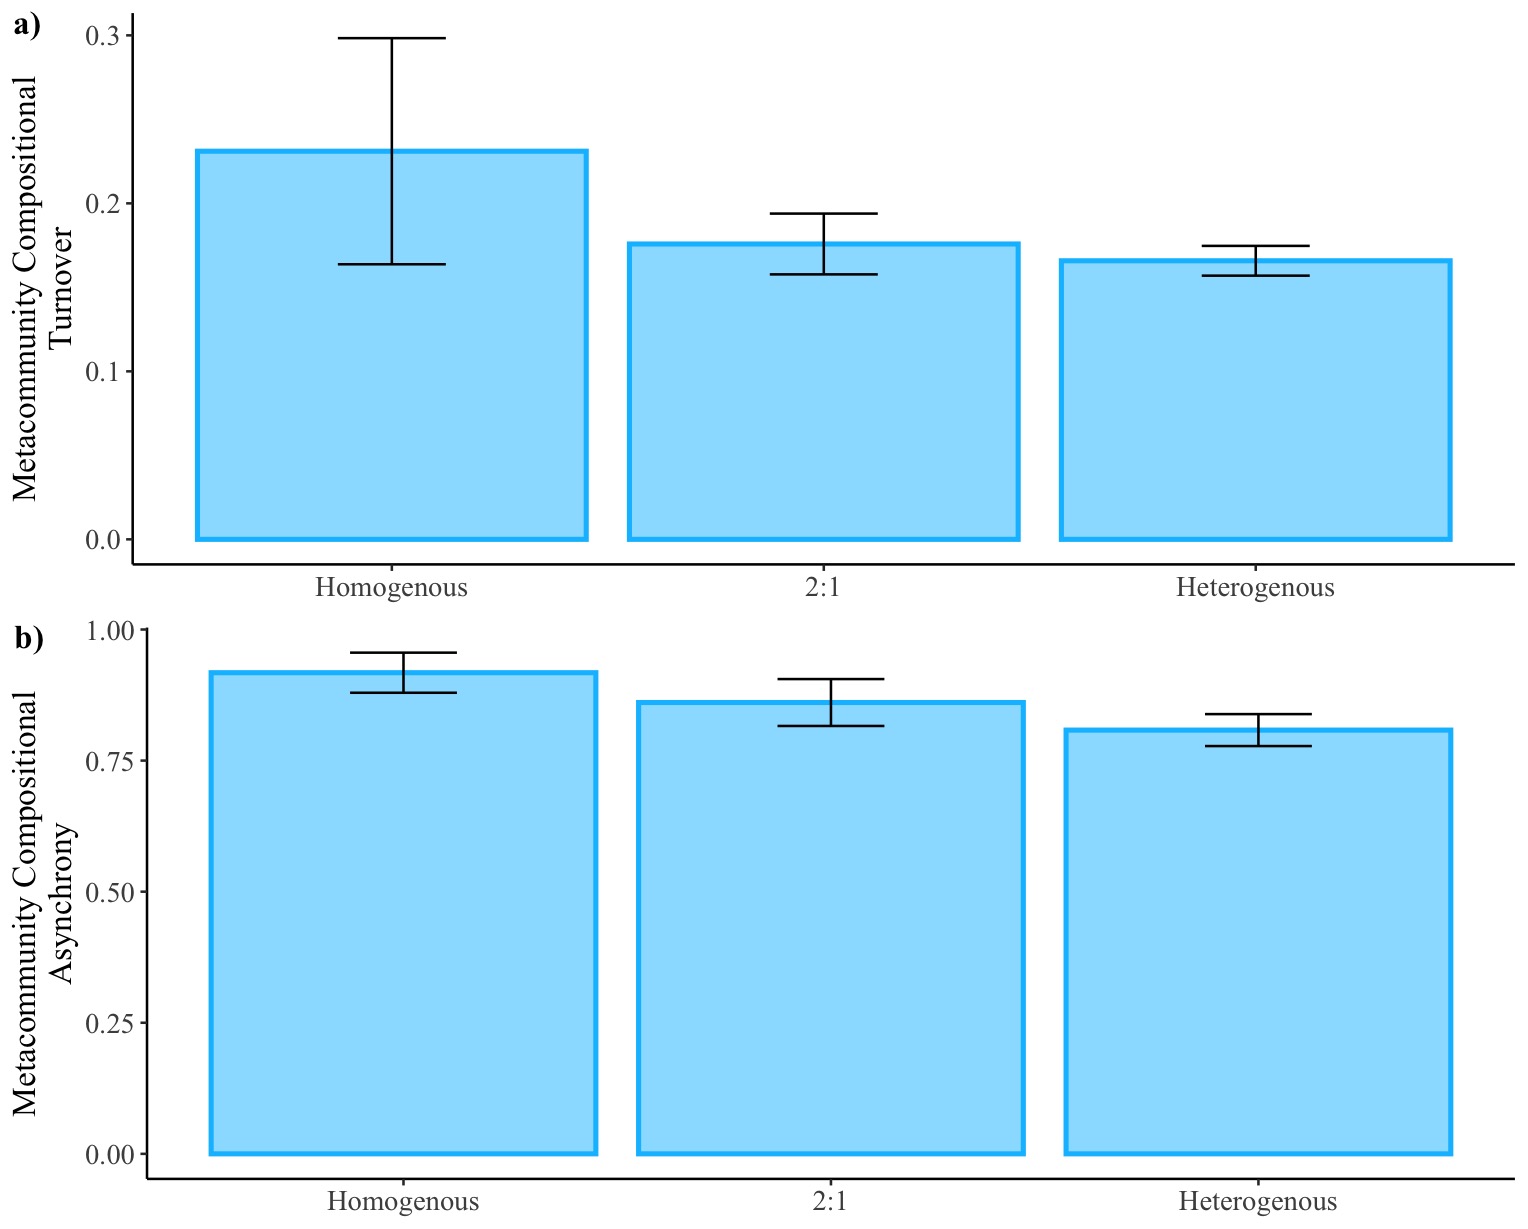 a)
Metacommunity Compositional
Turnover
0.3
0.2
0.1
0.0
Homogenous
2:1
Heterogenous
b)
Metacommunity Compositional
Asynchrony
1.00
0.75
0.50
0.25
0.00
Homogenous
2:1
Heterogenous